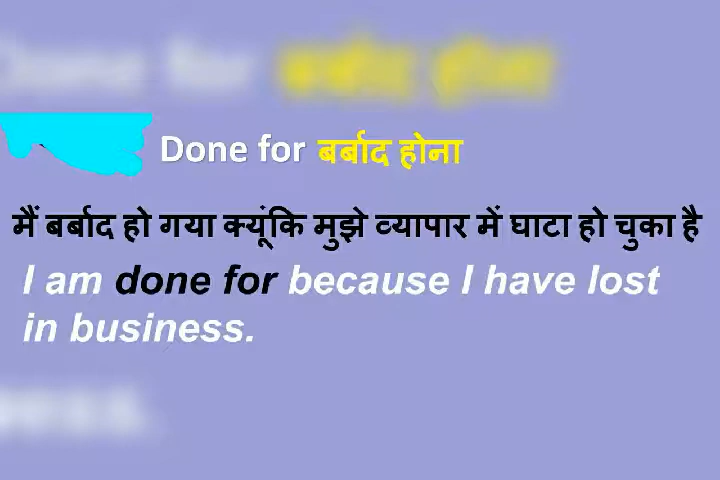 Done for बर्बाद होना
मैं बर्बाद हो गया क्यूंकि मुझे व्यापार में घाटा हो चुका है
I am done for because I have lost
in business.